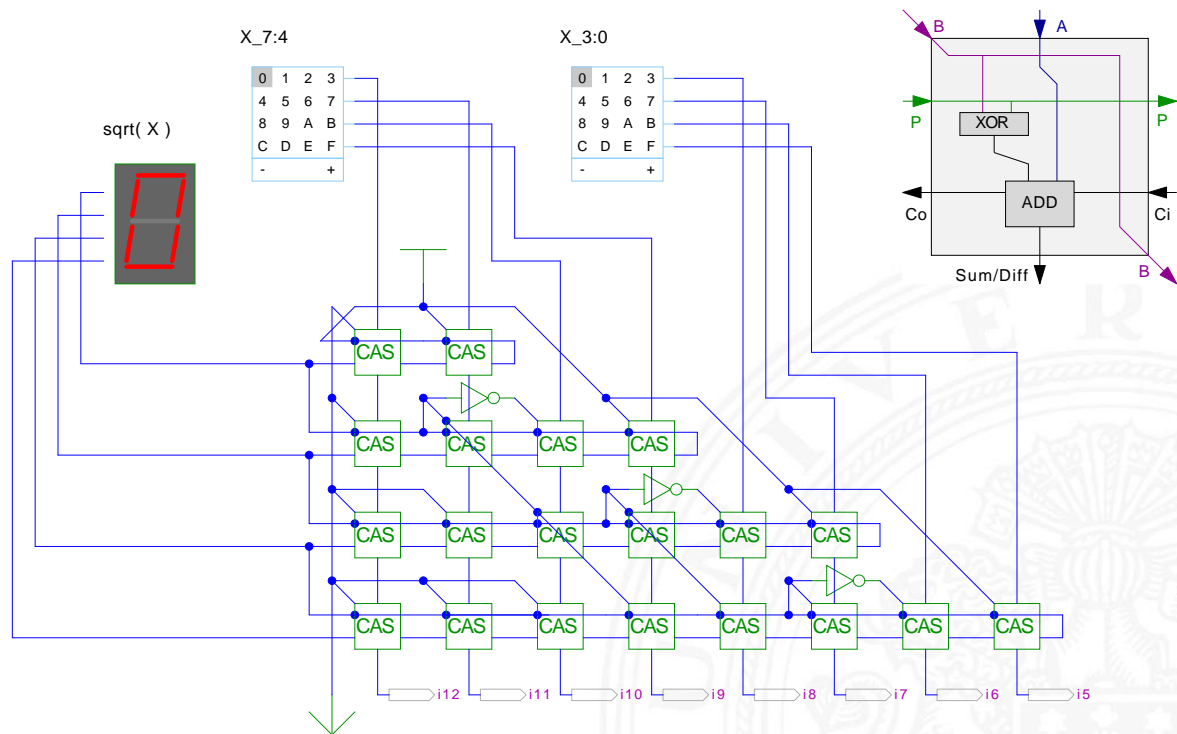 X_7:4
X_3:0
0 1 2 3
4 5 6 7
8 9 A B
C D E F
- +
0 1 2 3
4 5 6 7
8 9 A B
C D E F
- +
sqrt( X )
0
B
A
P
XOR
P
ADD
Co
Ci
B
Sum/Diff
CAS CAS
CAS CAS CAS CAS
CAS CAS CAS CAS CAS CAS
CAS CAS CAS CAS CAS CAS CAS CAS
i12 i11 i10 i9 i8 i7 i6 i5